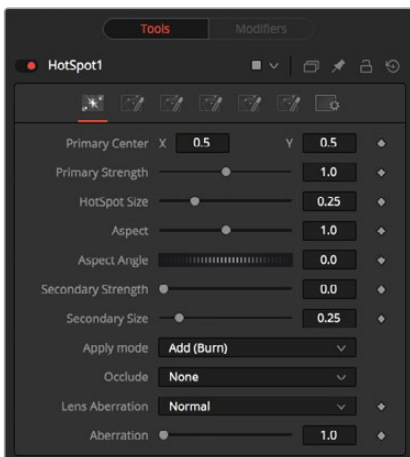 Tools Modifiers
HotSpot1
Primary Center X 0.5 Y 0.5
Primary Strength 1.0
HotSpot Size 0.25
Aspect 1.0
Aspect Angle 0.0
Secondary Strength 0.0
Secondary Size 0.25
Apply mode Add (Burn)
Occlude None
Lens Aberration Normal
Aberration 1.0